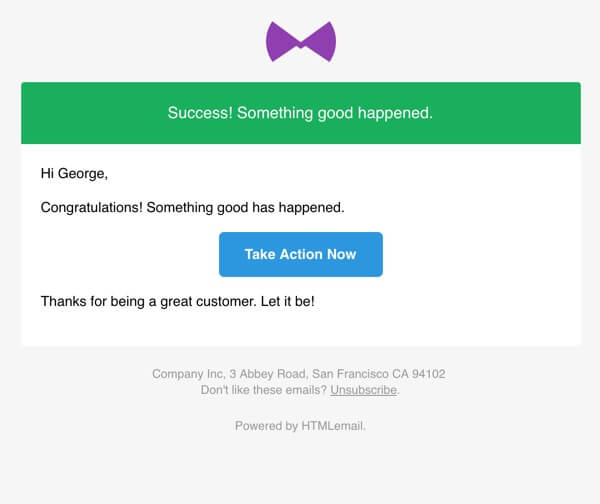 Success! Something good happened.
Hi George,
Congratulations! Something good has happened.
Take Action Now
Thanks for being a great customer. Let it be!
Company Inc, 3 Abbey Road, San Francisco CA 94102
Don't like these emails? Unsubscribe.
Powered by HTMLemail.